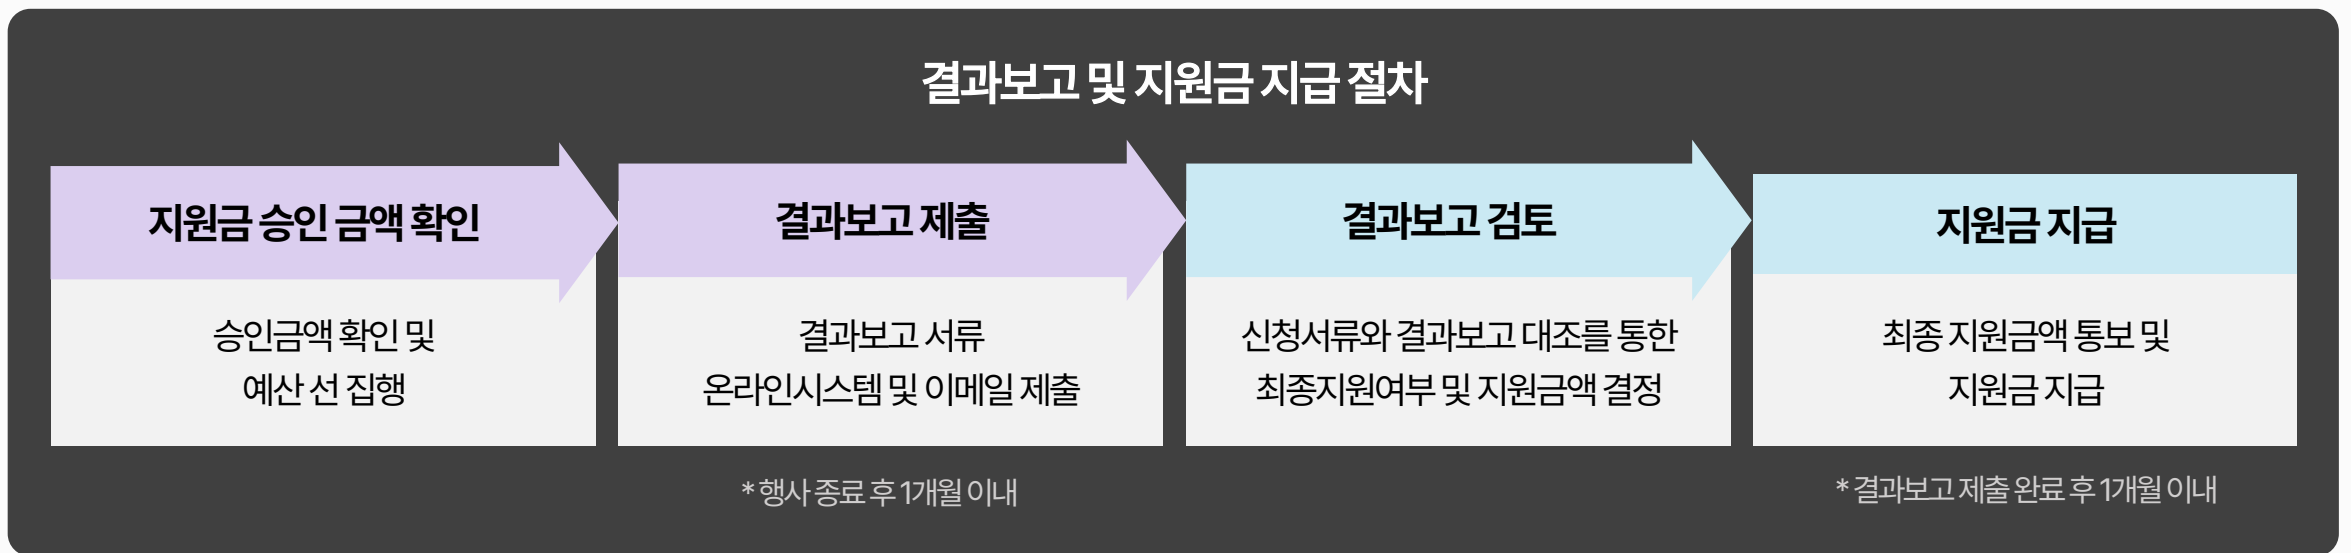 결과보고 및 지원금 지급 절차
지원금 승인 금액 확인
승인금액 확인 및
예산 선 집행
결과보고 제출
결과보고 서류
온라인시스템 및 이메일 제출
* 행사 종료 후 1개월 이내
결과보고 검토
신청서류와 결과보고 대조를 통한
최종지원여부 및 지원금액 결정
지원금 지급
최종 지원금액 통보 및
지원금 지급
* 결과보고 제출 완료 후 1개월 이내